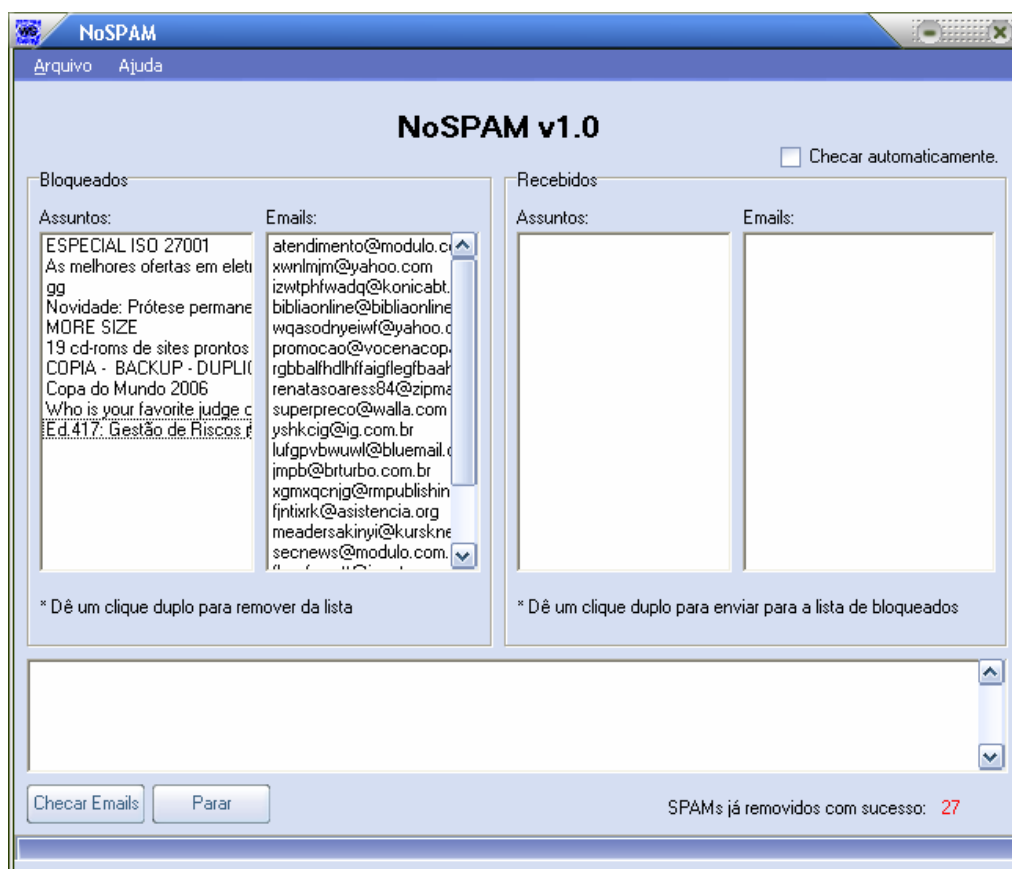 NoSPAM
Arquivo Ajuda
NoSPAM v1.0
Checar automaticamente.
Bloqueados
Assuntos:
ESPECIAL ISO 27001
As melhores ofertas em eletr
gg
Novidade: Prótese permane
MORE SIZE
19 cd-roms de sites prontos
COPIA - BACKUP - DUPLI
Copa do Mundo 2006
Who is your favorite judge o
Ed.417: Gestão de Riscos
Emails:
atendimento@modulo.co
xwnlmjm@yahoo.com
izwtphfwadq@konicabt.
bibliaonline@bibliaonline
wqasodnyeiwf@yahoo.c
promocao@vocenacopa
rgbbalfhdlhffaigflegfbaah
renatasoaress84@zipma
superpreco@walla.com
yshkcig@ig.com.br
lufgpvbwuwl@bluemail.c
jmpb@brturbo.com.br
xgmxqcnjg@rmpublishin
fjntixrk@asistencia.org
meadersakinyi@kurskne
secnews@modulo.com.
* Dê um clique duplo para remover da lista
Recebidos
Assuntos:
Emails:
* Dê um clique duplo para enviar para a lista de bloqueados
Checar Emails Parar
SPAMs já removidos com sucesso: 27